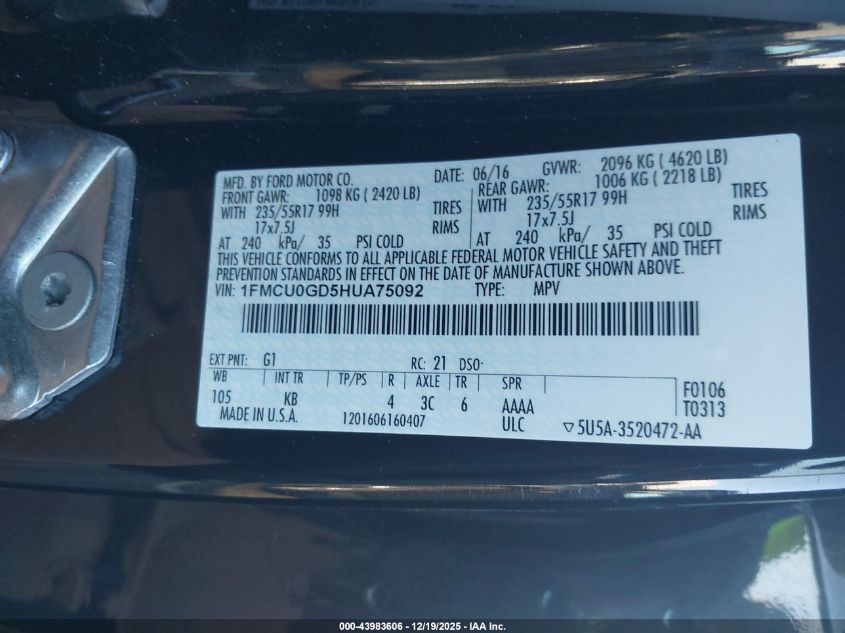 MFD. BY FORD MOTOR CO. DATE: 06/16 GVWR: 2096 KG ( 4620 LB)
FRONT GAWR: 1098 KG ( 2420 LB) REAR GAWR: 1006 KG ( 2218 LB)
WITH 235/55R17 99H TIRES WITH 235/55R17 99H TIRES
17x7.5J RIMS 17x7.5J RIMS
AT 240 kPa/ 35 PSI COLD AT 240 kPa/ 35 PSI COLD
THIS VEHICLE CONFORMS TO ALL APPLICABLE FEDERAL MOTOR VEHICLE SAFETY AND THEFT
PREVENTION STANDARDS IN EFFECT ON THE DATE OF MANUFACTURE SHOWN ABOVE.
VIN: 1FMCU0GD5HUA75092 TYPE: MPV
EXT PNT: G1 RC: 21 DSO:
WB INT TR TP/PS R AXLE TR SPR
105 KB 4 3C 6 AAAA F0106
MADE IN U.S.A. 1201606160407 ULC ▽5U5A-3520472-AA T0313
000-43983606 - 12/19/2025 - IAA Inc.